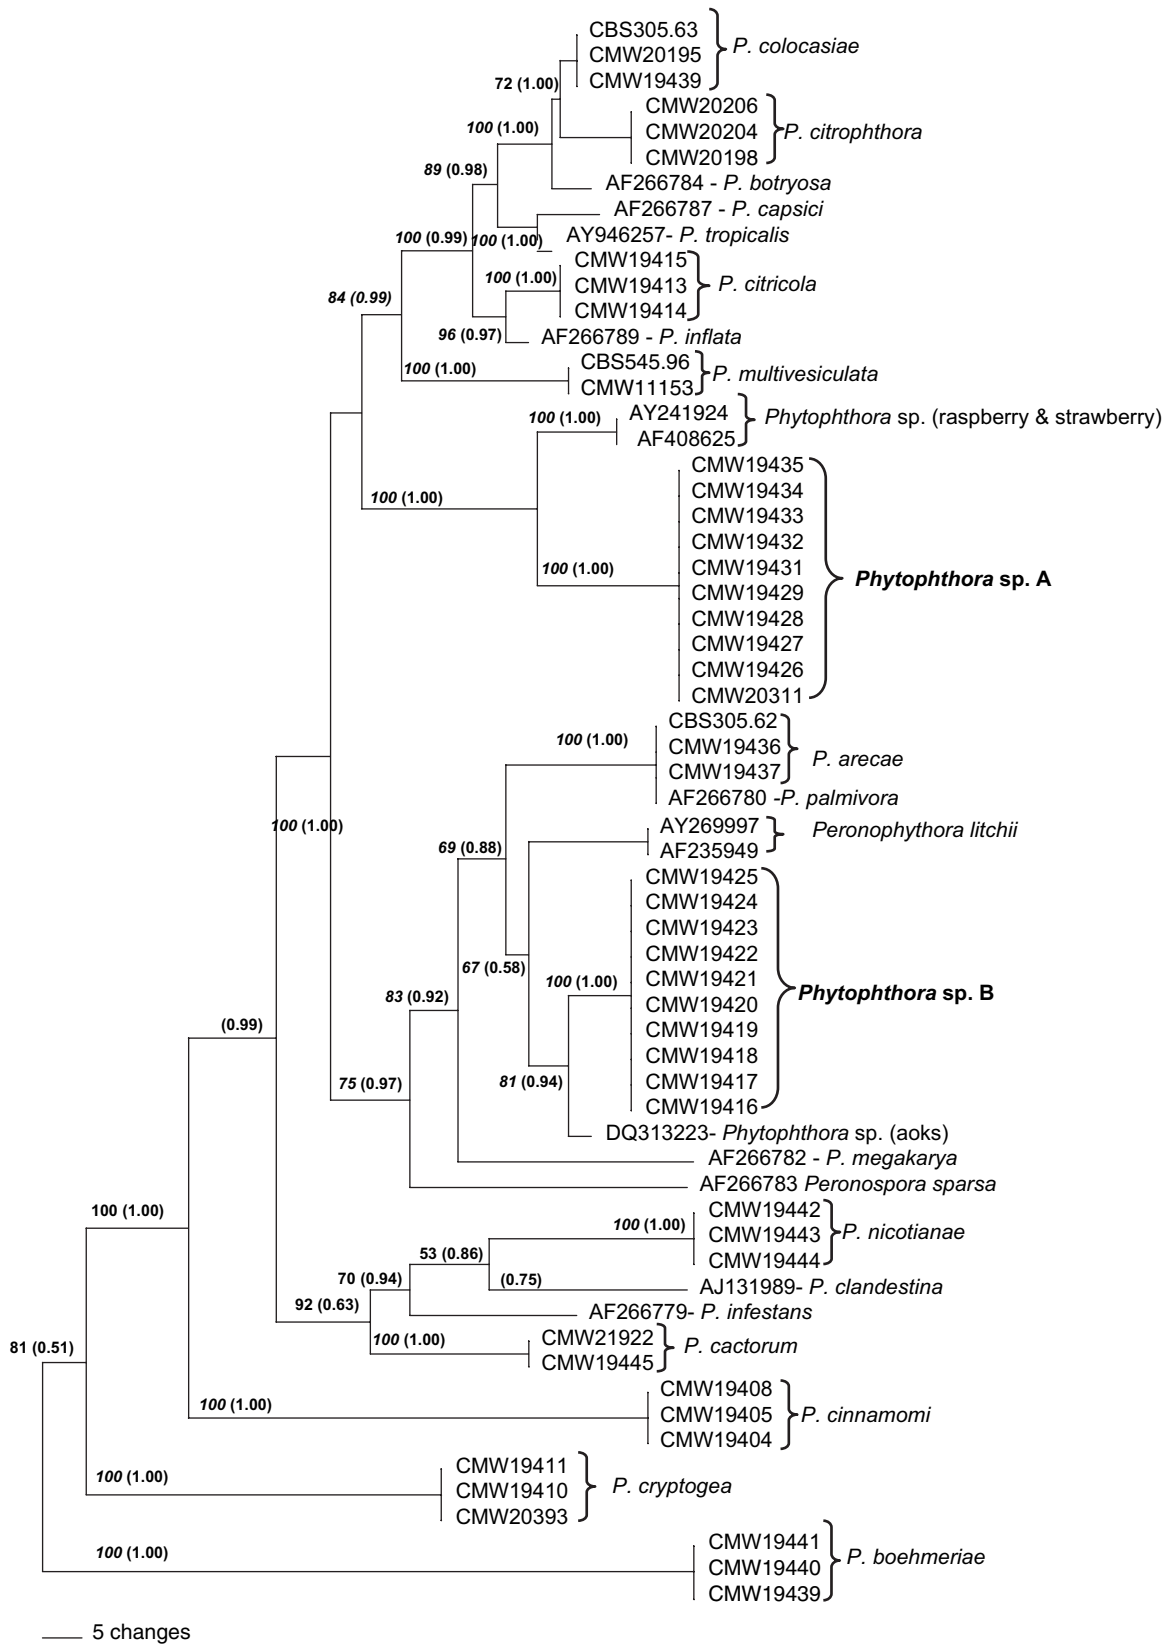 CBS305.63
CMW20195
P. colocasiae
CMW19439
72 (1.00)
CMW20206
CMW20204
P. citrophthora
CMW20198
100 (1.00)
89 (0.98)
AF266784 - P. botryosa
AF266787 - P. capsici
100 (0.99)
100 (1.00)
AY946257- P. tropicalis
CMW19415
100 (1.00)
CMW19413
P. citricola
84 (0.99)
CMW19414
96 (0.97)
AF266789 - P. inflata
CBS545.96
100 (1.00)
P. multivesiculata
CMW11153
100 (1.00)
AY241924
Phytophthora sp. (raspberry & strawberry)
AF408625
CMW19435
CMW19434
100 (1.00)
CMW19433
CMW19432
100 (1.00)
CMW19431
Phytophthora sp. A
CMW19429
CMW19428
CMW19427
CMW19426
CMW20311
CBS305.62
100 (1.00)
CMW19436
P. arecae
CMW19437
AF266780 -P. palmivora
100 (1.00)
AY269997
Peronophythora litchii
69 (0.88)
AF235949
CMW19425
CMW19424
CMW19423
CMW19422
67 (0.58)
100 (1.00)
CMW19421
Phytophthora sp. B
83 (0.92)
CMW19420
(0.99)
CMW19419
CMW19418
75 (0.97)
81 (0.94)
CMW19417
CMW19416
DQ313223- Phytophthora sp. (aoks)
AF266782 - P. megakarya
AF266783 Peronospora sparsa
100 (1.00)
CMW19442
100 (1.00)
CMW19443
P. nicotianae
53 (0.86)
CMW19444
70 (0.94)
(0.75)
AJ131989- P. clandestina
92 (0.63)
AF266779- P. infestans
100 (1.00)
CMW21922
P. cactorum
81 (0.51)
CMW19445
CMW19408
100 (1.00)
CMW19405
P. cinnamomi
CMW19404
CMW19411
100 (1.00)
CMW19410
P. cryptogea
CMW20393
CMW19441
100 (1.00)
CMW19440
P. boehmeriae
CMW19439
5 changes